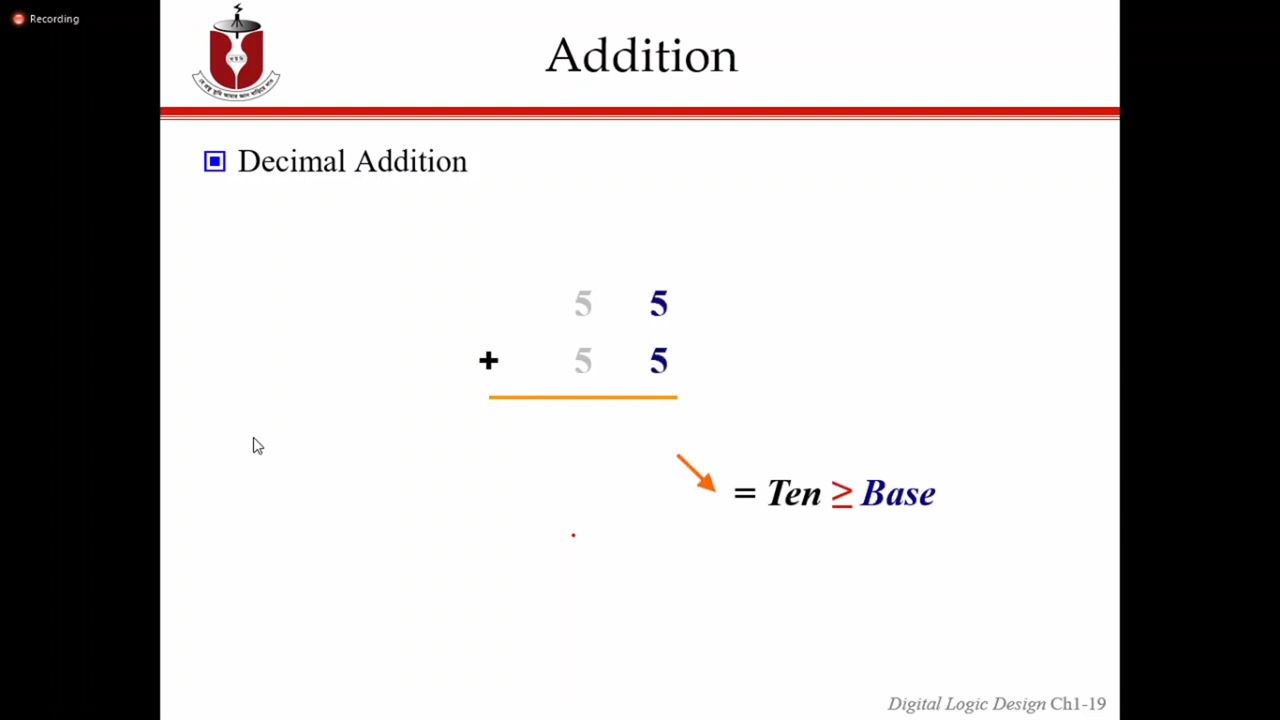 Recording
Addition
Decimal Addition
5 5
+ 5 5
= Ten ≥ Base
Digital Logic Design Ch1-19